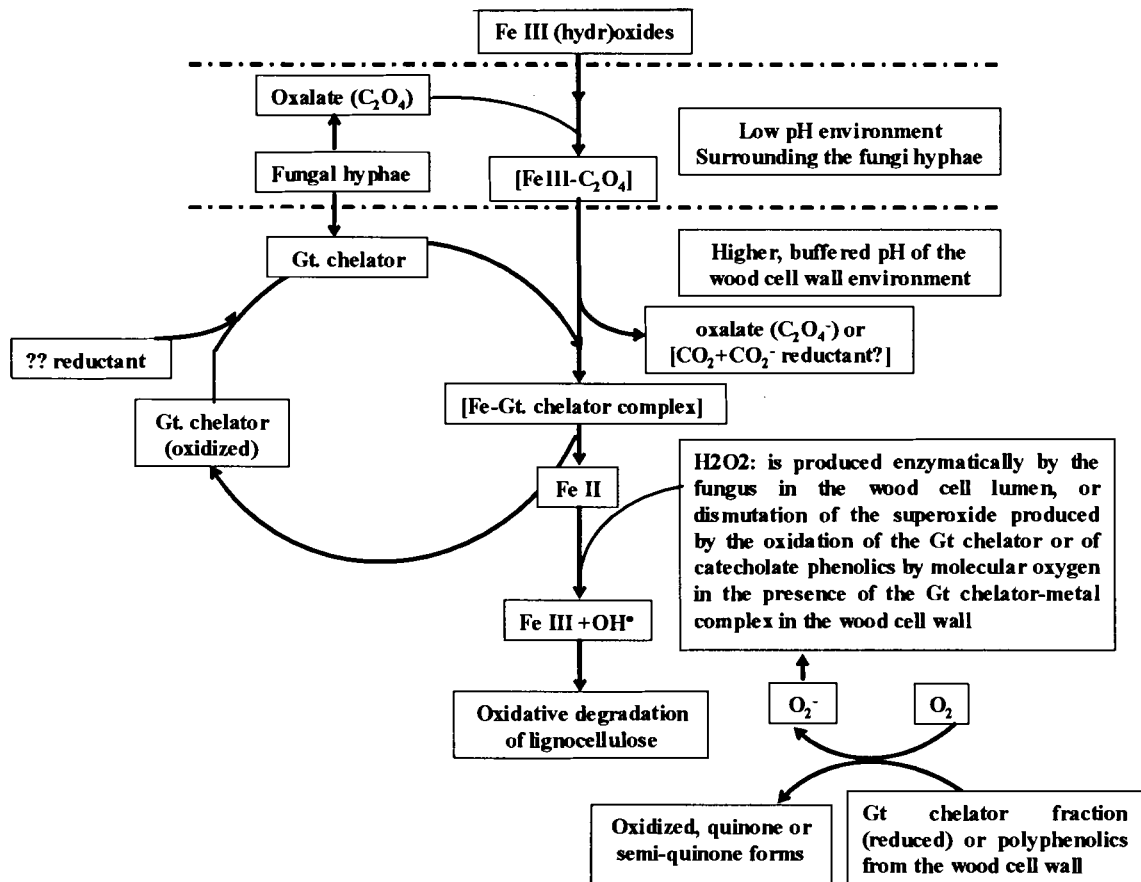 Fe III (hydr)oxides
Oxalate (C₂O₄)
Low pH environment
Surrounding the fungi hyphae
Fungal hyphae
[FeIII-C₂O₄]
Gt. chelator
Higher, buffered pH of the
wood cell wall environment
oxalate (C₂O₄⁻) or
[CO₂+CO₂⁻ reductant?]
?? reductant
[Fe-Gt. chelator complex]
Gt. chelator
(oxidized)
Fe II
H2O2: is produced enzymatically by the
fungus in the wood cell lumen, or
dismutation of the superoxide produced
by the oxidation of the Gt chelator or of
catecholate phenolics by molecular oxygen
in the presence of the Gt chelator-metal
complex in the wood cell wall
Fe III +OH•
Oxidative degradation
of lignocellulose
O₂⁻
O₂
Oxidized, quinone or
semi-quinone forms
Gt chelator fraction
(reduced) or polyphenolics
from the wood cell wall